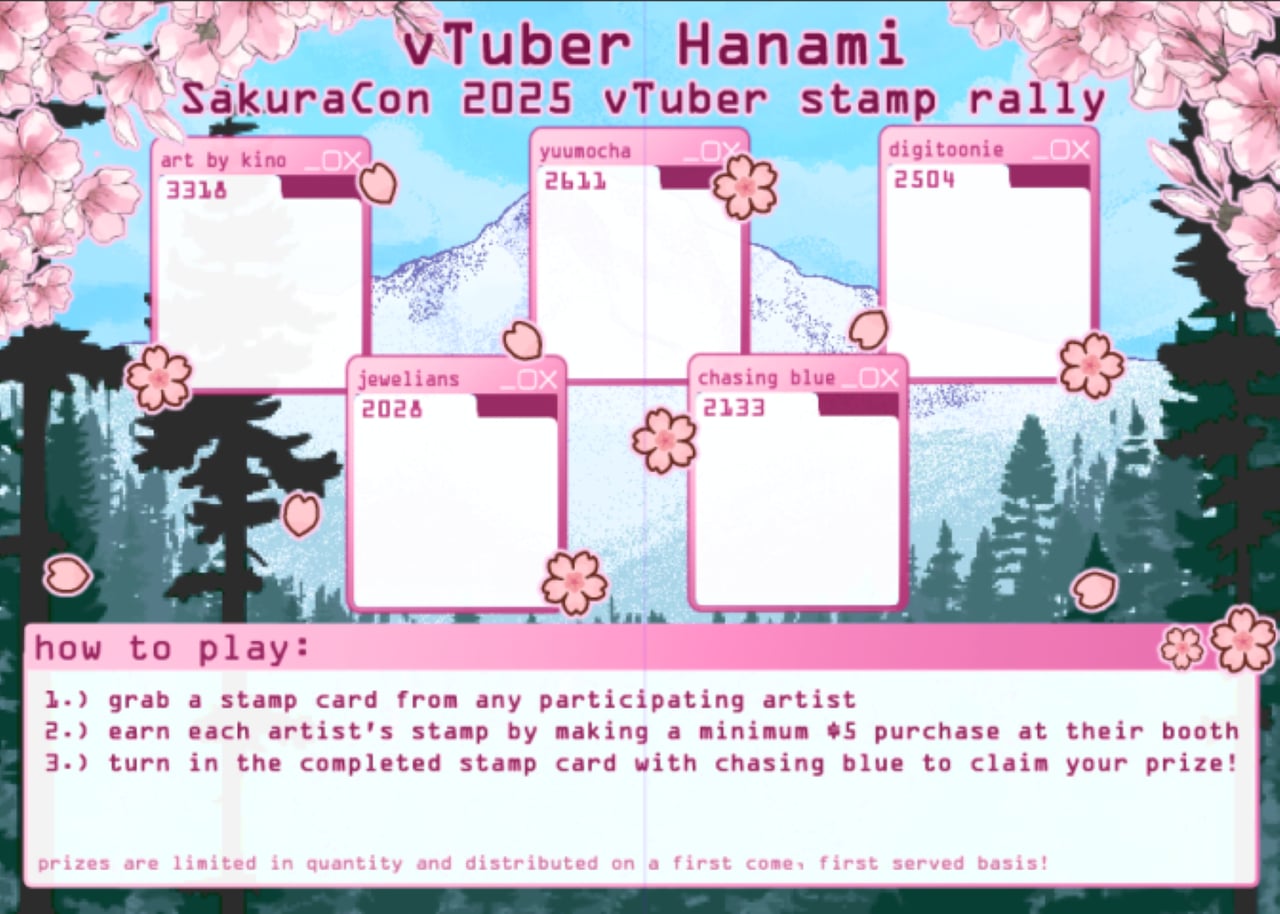 vTuber Hanami
SakuraCon 2025 vTuber stamp rally
art by kino _OX
3318
yuumocha _OX
2611
digitoonie _OX
2504
jewelians _OX
2028
chasing blue _OX
2133
how to play:
1.) grab a stamp card from any participating artist
2.) earn each artist's stamp by making a minimum $5 purchase at their booth
3.) turn in the completed stamp card with chasing blue to claim your prize!
prizes are limited in quantity and distributed on a first come, first served basis!